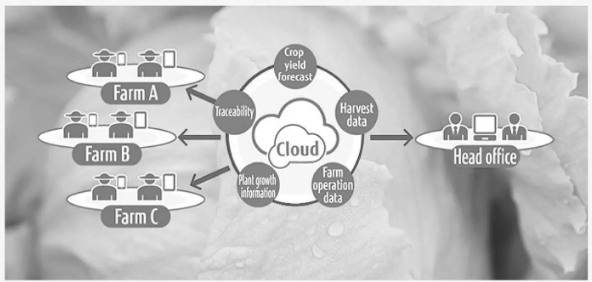 Crop
yield
forecast
Farm A
Traceability
Harvest
data
Farm B
Cloud
Head office
Plant growth
information
Farm
operation
data
Farm C